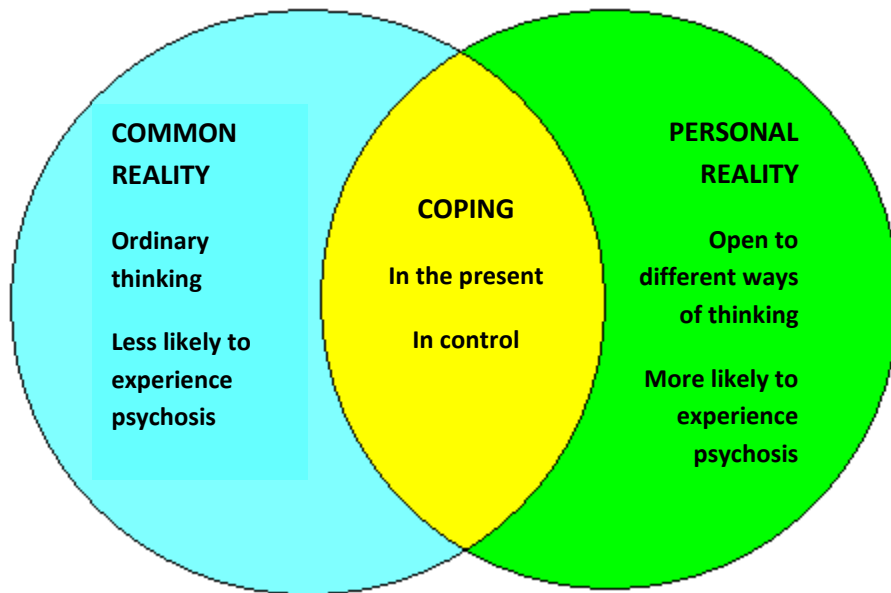 COMMON
REALITY
Ordinary
thinking
Less likely to
experience
psychosis
COPING
In the present
In control
PERSONAL
REALITY
Open to
different ways
of thinking
More likely to
experience
psychosis